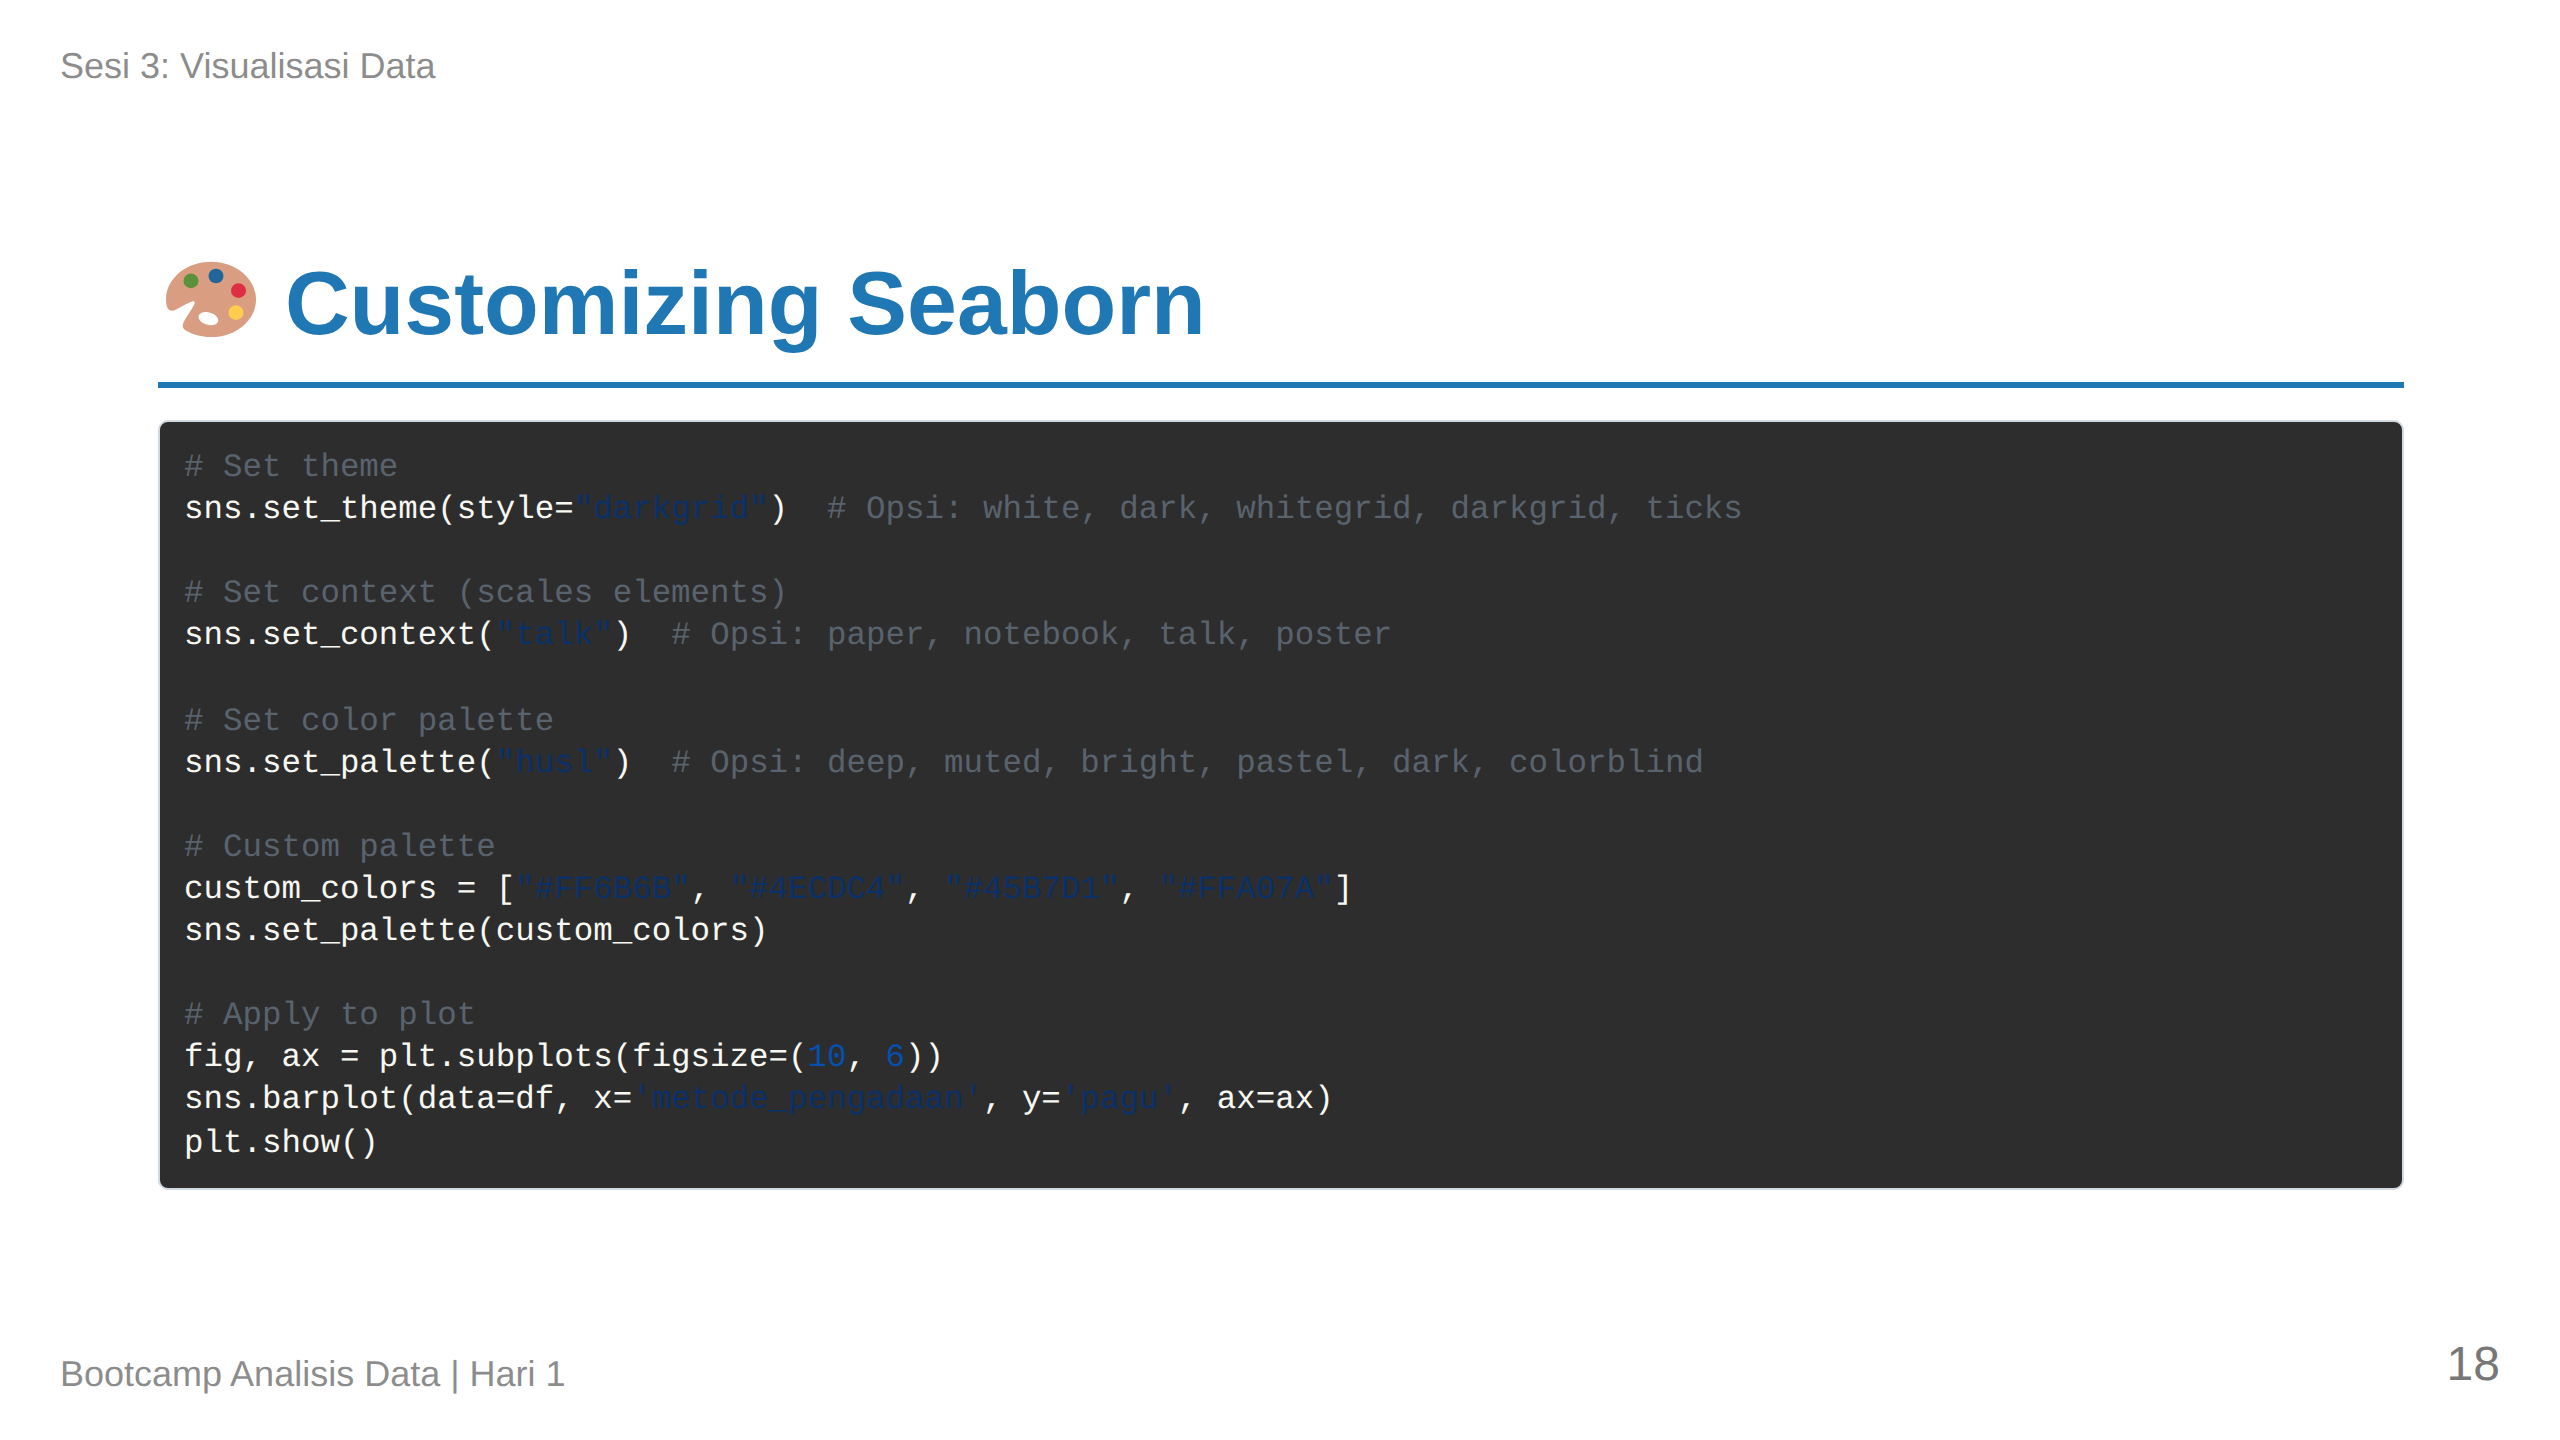 Sesi 3: Visualisasi Data
Customizing Seaborn
# Set theme
sns.set_theme(style="darkgrid")  # Opsi: white, dark, whitegrid, darkgrid, ticks
# Set context (scales elements)
sns.set_context("talk")  # Opsi: paper, notebook, talk, poster
# Set color palette
sns.set_palette("husl")  # Opsi: deep, muted, bright, pastel, dark, colorblind
# Custom palette
custom_colors = ["#FF6B6B", "#4ECDC4", "#45B7D1", "#FFA07A"]
sns.set_palette(custom_colors)
# Apply to plot
fig, ax = plt.subplots(figsize=(10, 6))
sns.barplot(data=df, x='metode_pengadaan', y='pagu', ax=ax)
plt.show()
Bootcamp Analisis Data | Hari 1
18